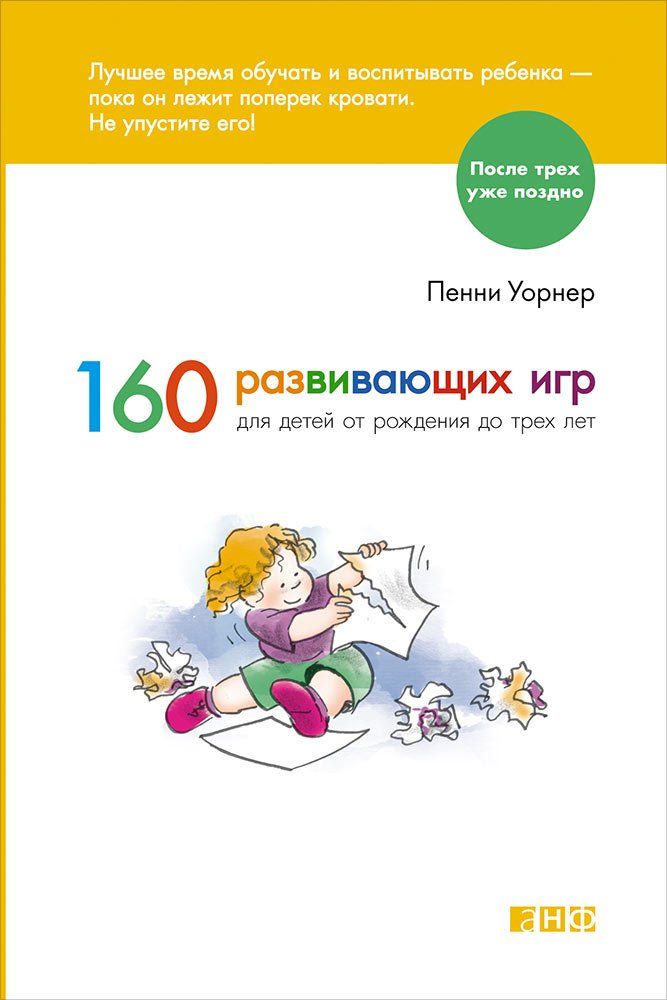 Лучшее время обучать и воспитывать ребенка —
пока он лежит поперек кровати.
Не упустите его!
После трех
уже поздно
Пенни Уорнер
160 развивающих игр
для детей от рождения до трех лет
анф